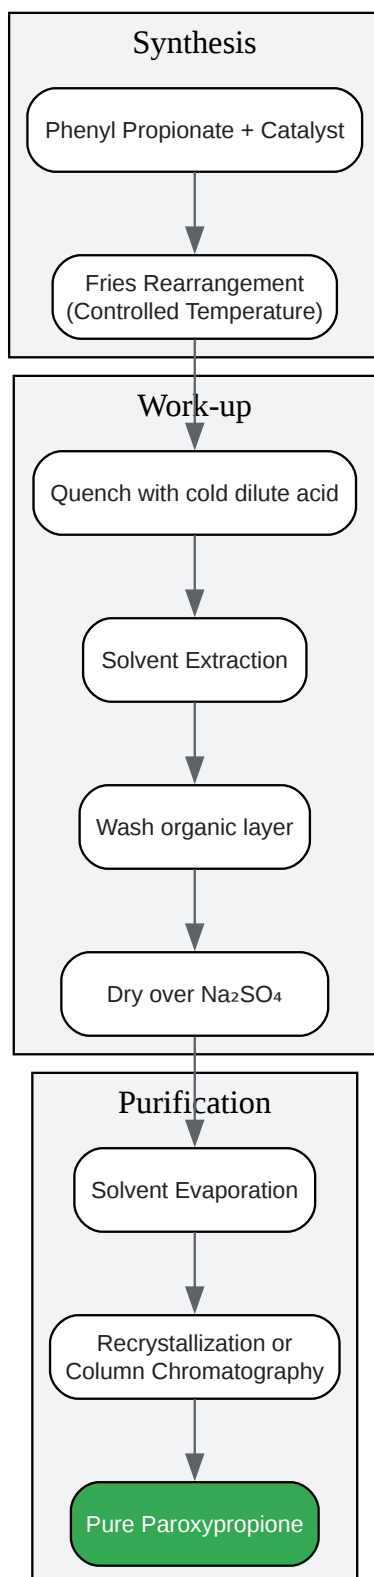 Synthesis
Phenyl Propionate + Catalyst
Fries Rearrangement
(Controlled Temperature)
Work-up
Quench with cold dilute acid
Solvent Extraction
Wash organic layer
Dry over Na₂SO₄
Purification
Solvent Evaporation
Recrystallization or
Column Chromatography
Pure Paroxypropione